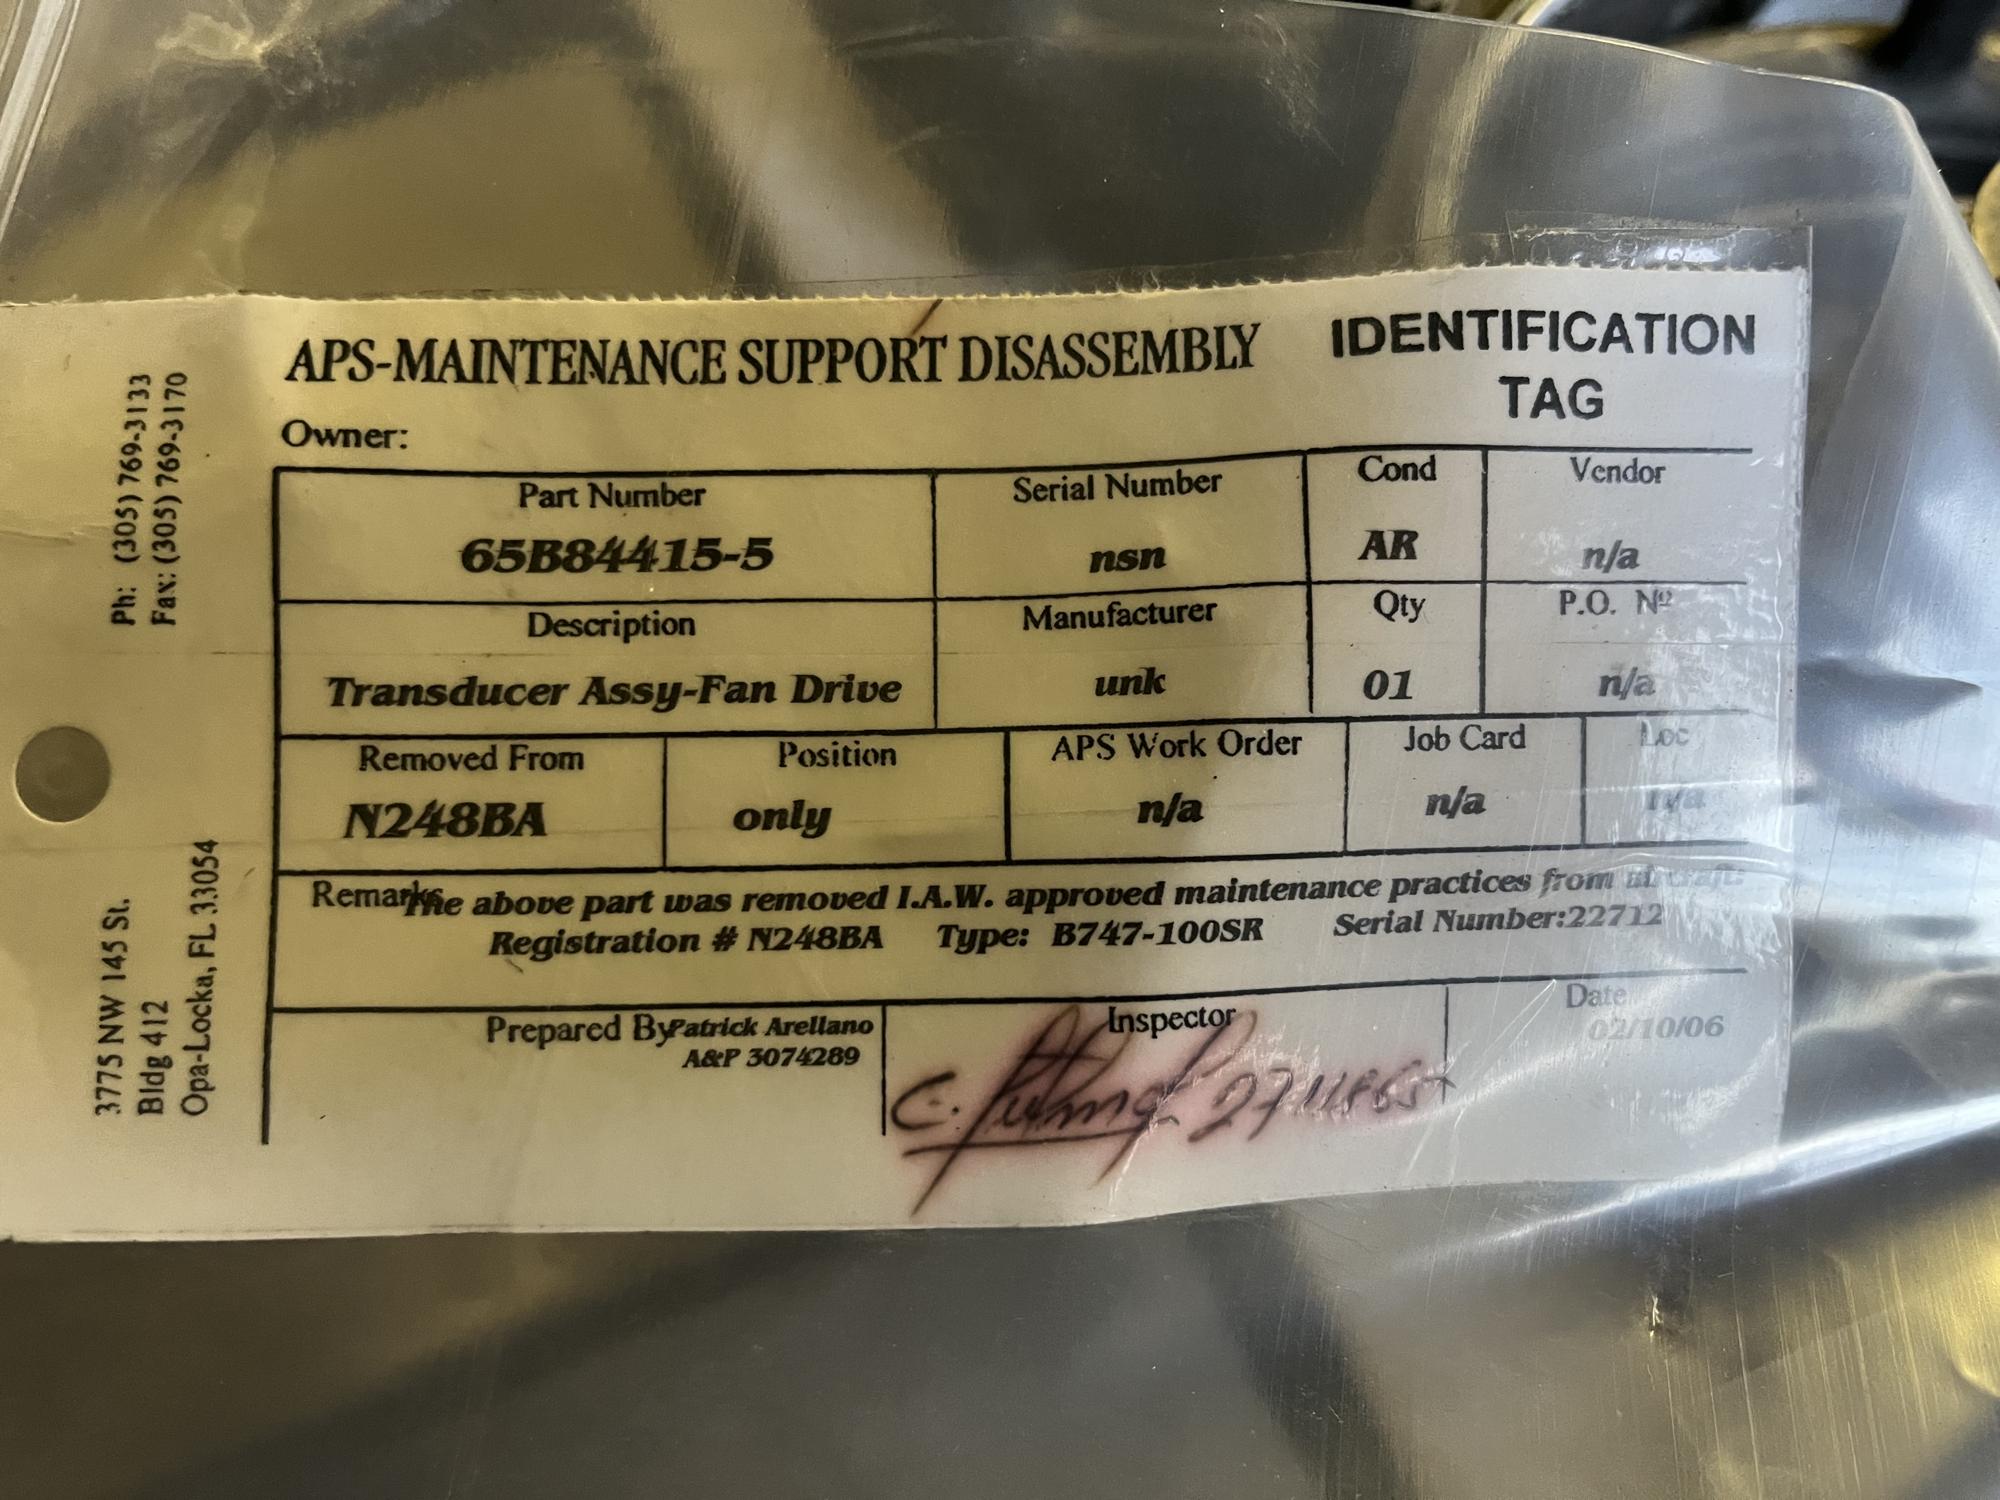 APS-MAINTENANCE SUPPORT DISASSEMBLY
IDENTIFICATION
TAG
Owner:
Part Number
65B84415-5
Serial Number
nsn
Cond
AR
Vendor
n/a
Description
Transducer Assy-Fan Drive
Manufacturer
unk
Qty
01
P.O. Nº
n/a
Removed From
N248BA
Position
only
APS Work Order
n/a
Job Card
n/a
Loc
n/a
Remarks
The above part was removed I.A.W. approved maintenance practices from aircraft:
Registration # N248BA Type: B747-100SR Serial Number:22712
Prepared By Patrick Arellano
A&P 3074289
Inspector
C.
Date
02/10/06
Ph: (305) 769-3133
Fax: (305) 769-3170
3775 NW 145 St.
Bldg 412
Opa-Locka, FL 33054